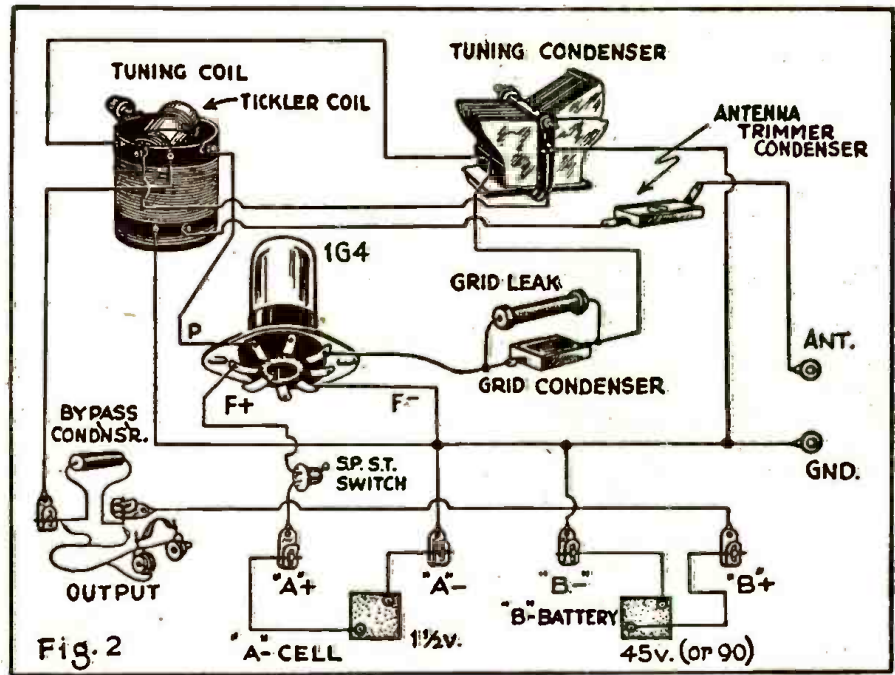 TUNING COIL
TICKLER COIL
TUNING CONDENSER
ANTENNA
TRIMMER
CONDENSER
1G4
GRID LEAK
P
ANT.
GRID CONDENSER
F+
F-
BYPASS
CONDNSR.
S.P.S.T.
SWITCH
GND.
OUTPUT
"A"+
"A"-
"B-"
"B"+
"A"-CELL
1½v.
"B"-BATTERY
45v. (or 90)
Fig. 2